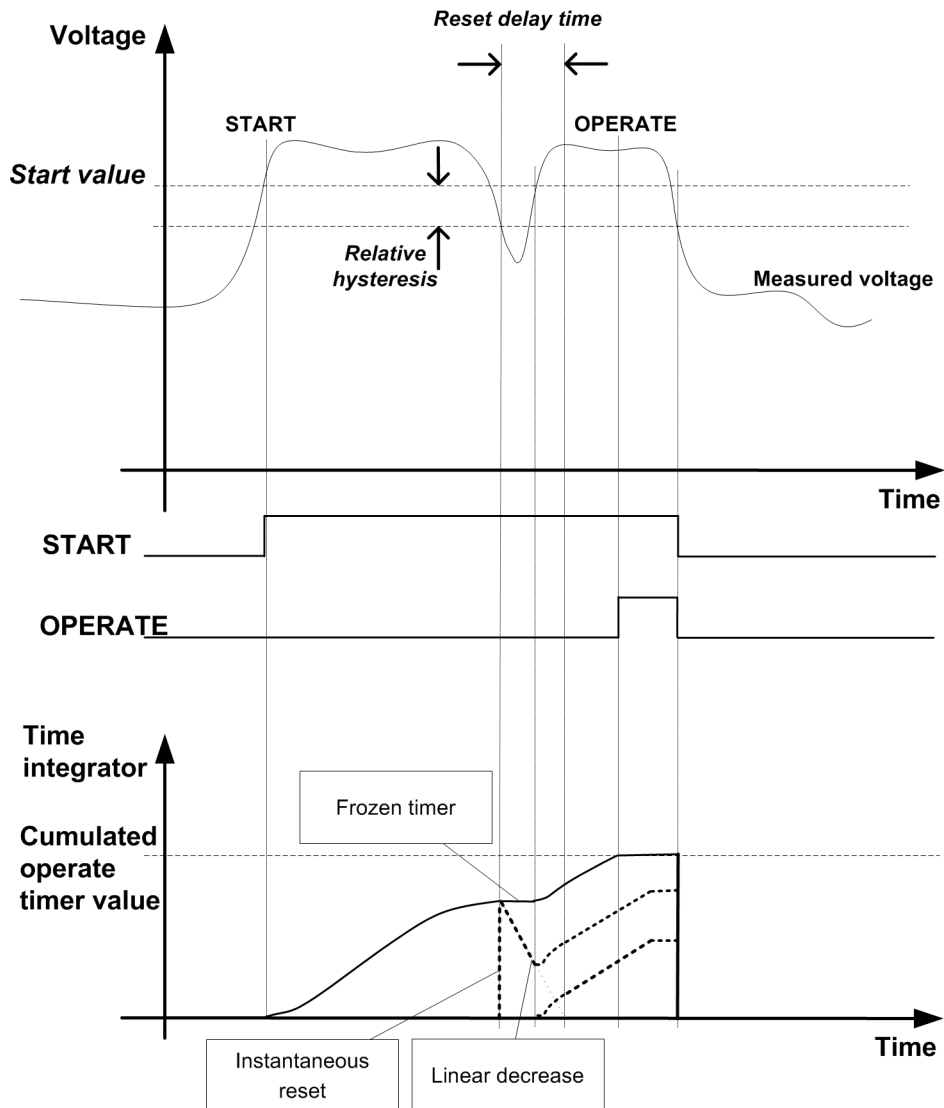 Reset delay time
Voltage
START
OPERATE
Start value
Relative
hysteresis
Measured voltage
Time
START
OPERATE
Time
integrator
Frozen timer
Cumulated
operate
timer value
Time
Instantaneous
reset
Linear decrease